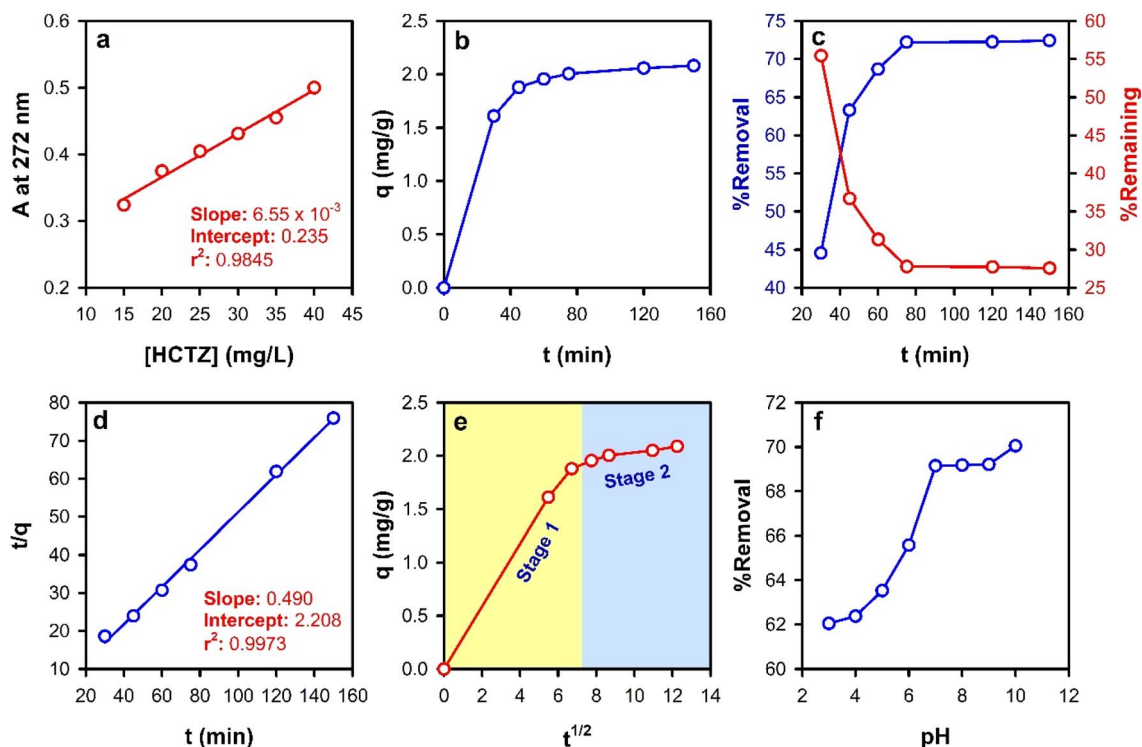 a
A at 272 nm
0.6
0.5
0.4
0.3
0.2
10 15 20 25 30 35 40 45
[HCTZ] (mg/L)
Slope: 6.55 x 10⁻³
Intercept: 0.235
r²: 0.9845
b
q (mg/g)
2.5
2.0
1.5
1.0
0.5
0.0
0 40 80 120 160
t (min)
c
%Removal
75
70
65
60
55
50
45
40
20 40 60 80 100 120 140 160
t (min)
60
55
50
45
40
35
30
25
%Remaining
d
t/q
80
70
60
50
40
30
20
10
20 40 60 80 100 120 140 160
t (min)
Slope: 0.490
Intercept: 2.208
r²: 0.9973
e
q (mg/g)
2.5
2.0
1.5
1.0
0.5
0.0
0 2 4 6 8 10 12 14
t¹/²
Stage 1
Stage 2
f
%Removal
72
70
68
66
64
62
60
2 4 6 8 10 12
pH